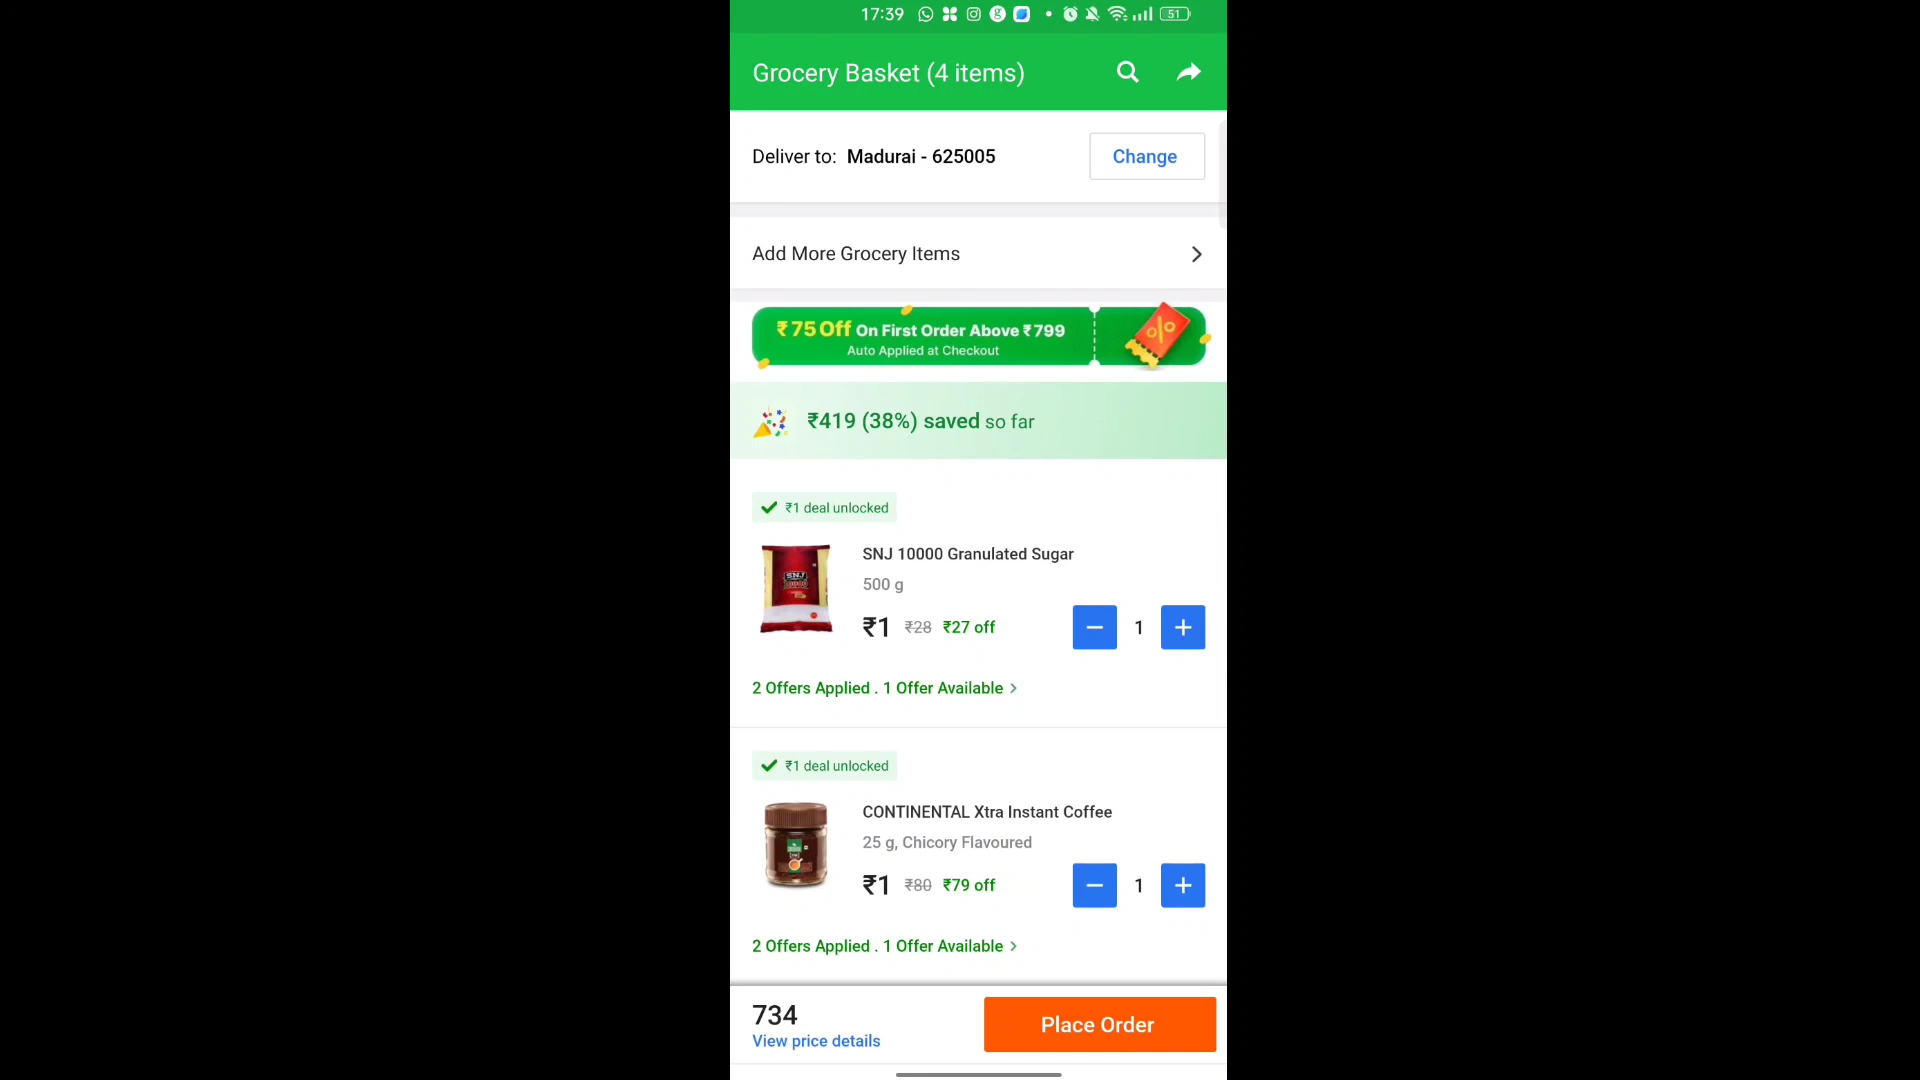 17:39
51
Grocery Basket (4 items)
Deliver to: Madurai - 625005
Change
Add More Grocery Items
₹75 Off On First Order Above ₹799
Auto Applied at Checkout
₹419 (38%) saved so far
₹1 deal unlocked
SNJ
10000
SNJ 10000 Granulated Sugar
500 g
₹1 ₹28 ₹27 off
1
2 Offers Applied . 1 Offer Available
₹1 deal unlocked
CONTINENTAL Xtra Instant Coffee
25 g, Chicory Flavoured
₹1 ₹80 ₹79 off
1
2 Offers Applied . 1 Offer Available
734
View price details
Place Order